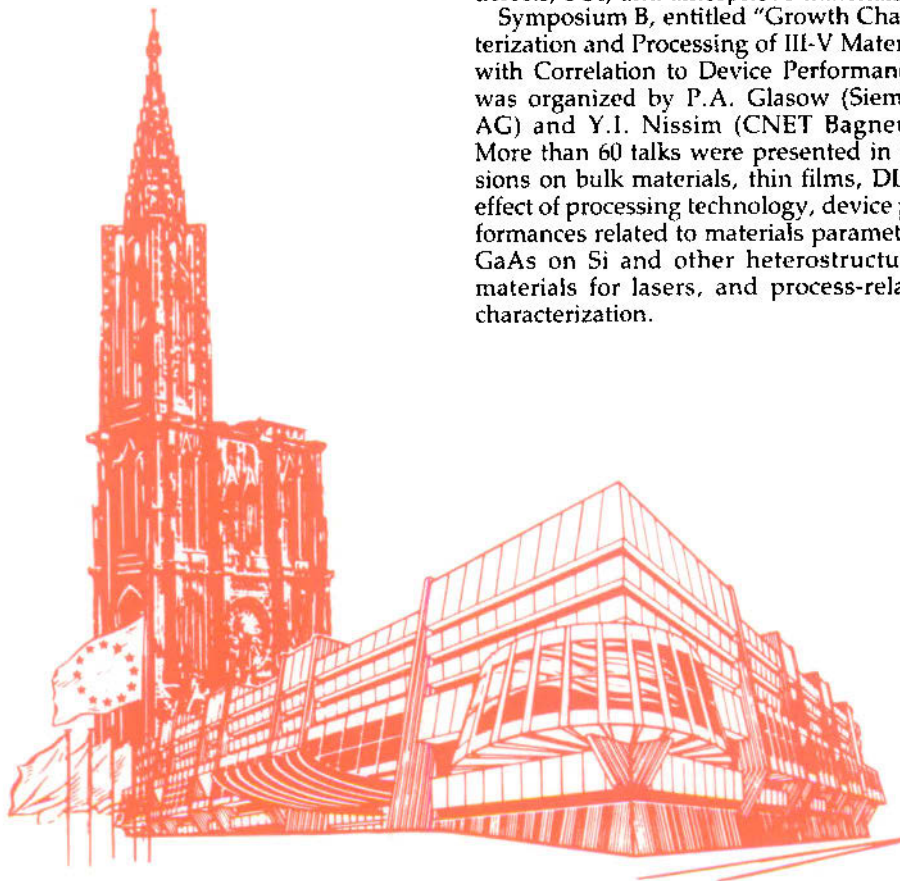 Symposium B, entitled "Growth Cha
terization and Processing of III-V Mater
with Correlation to Device Performan
was organized by P.A. Glasow (Siem
AG) and Y.I. Nissim (CNET Bagneu
More than 60 talks were presented in
sions on bulk materials, thin films, DL
effect of processing technology, device
formances related to materials paramet
GaAs on Si and other heterostructu
materials for lasers, and process-rela
characterization.